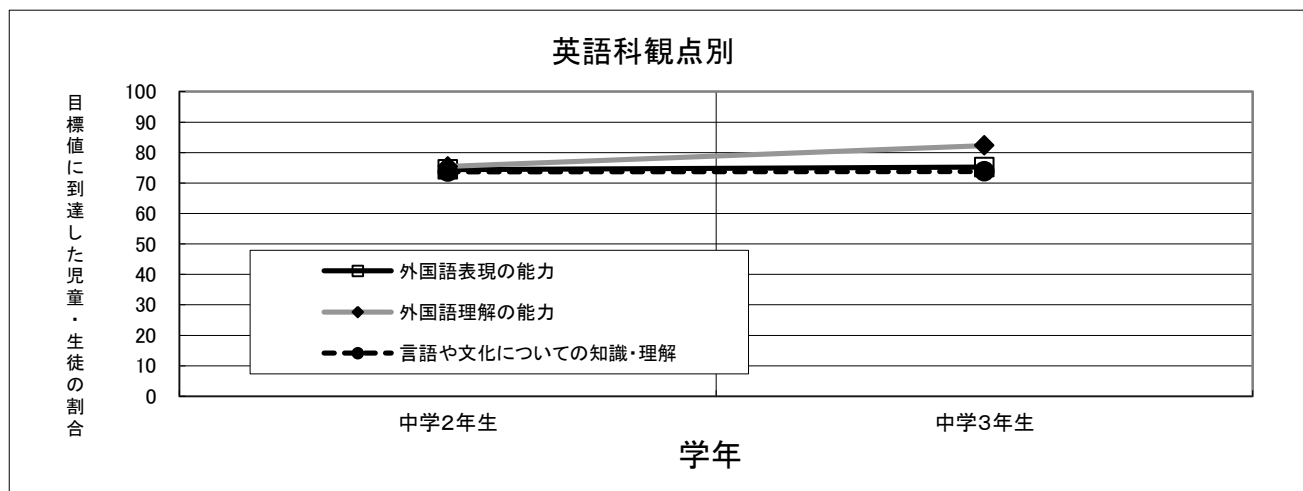 英語科観点別
目標値に到達した児童・生徒の割合
100
90
80
70
60
50
40
30
20
10
0
外国語表現の能力
外国語理解の能力
言語や文化についての知識・理解
中学2年生
中学3年生
学年